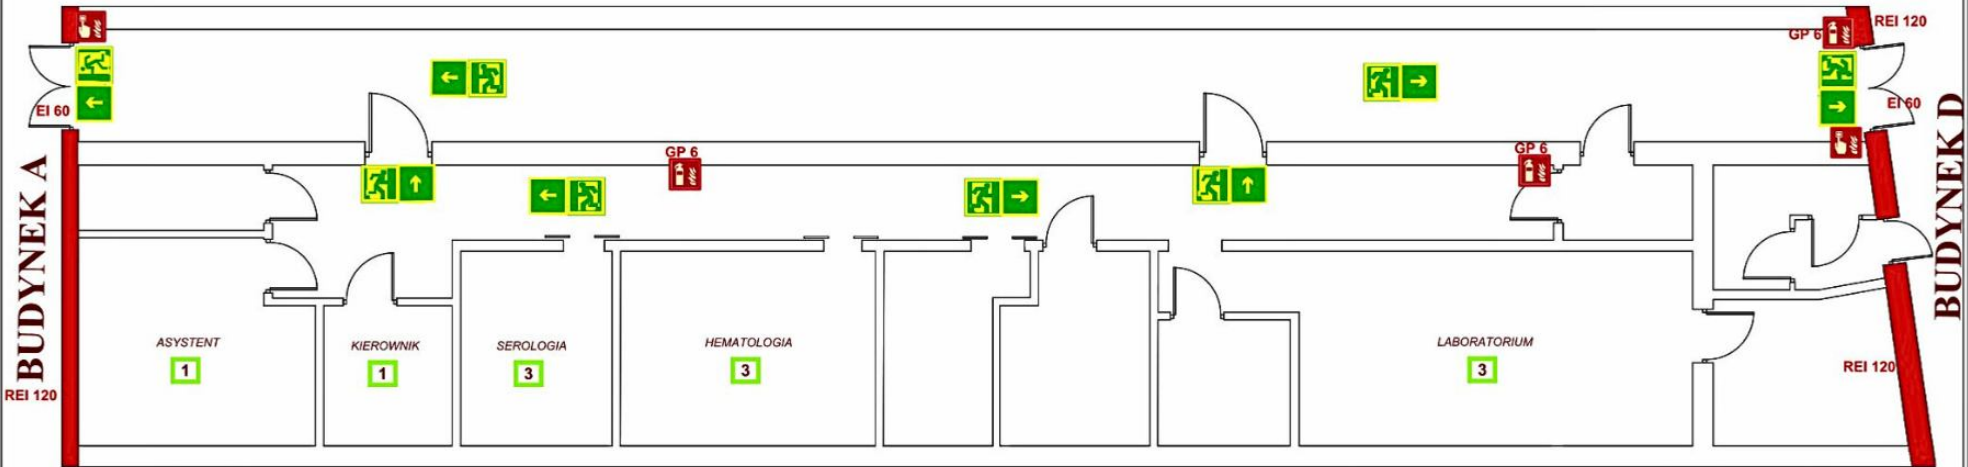 REI 120
GP 6
EI 60
EI 60
BUDYNEK A
BUDYNEK D
GP 6
GP 6
ASYSTENT
1
KIEROWNIK
1
SEROLOGIA
3
HEMATOLOGIA
3
LABORATORIUM
3
REI 120
REI 120